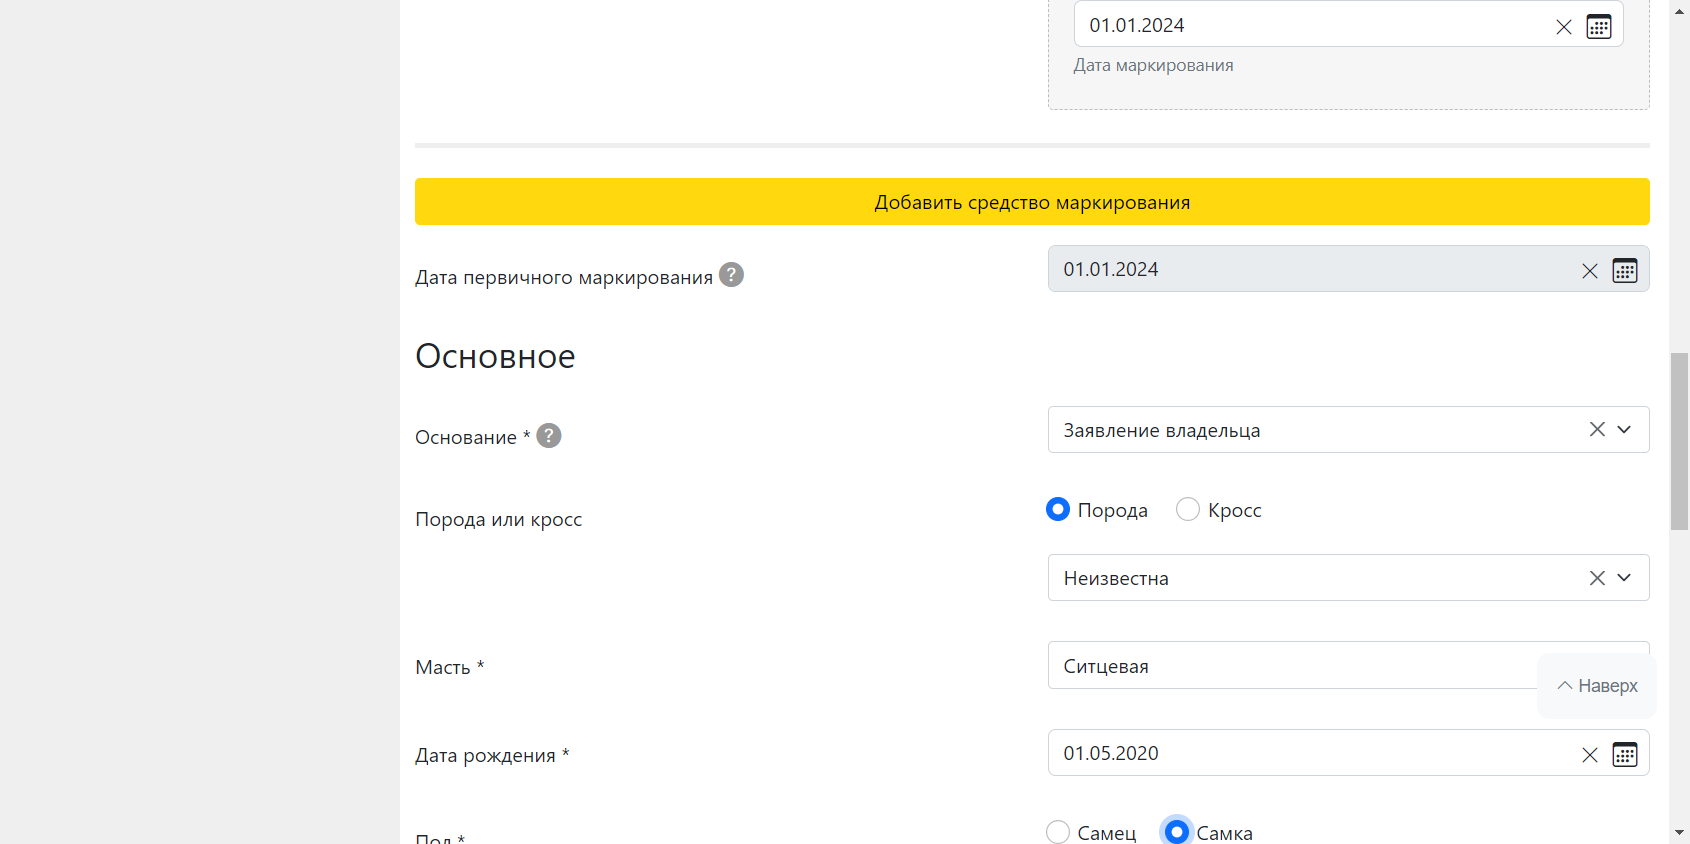 01.01.2024
Дата маркирования
Добавить средство маркирования
Дата первичного маркирования ? 01.01.2024
Основное
Основание * ? Заявление владельца
Порода или кросс Порода Кросс
Неизвестна
Масть * Ситцевая
Наверх
Дата рождения * 01.05.2020
Пол * Самец Самка